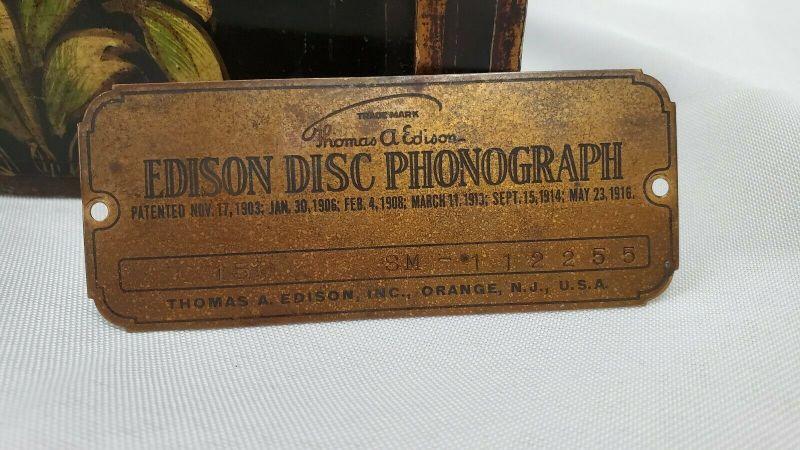 TRADE MARK
Thomas A Edison
EDISON DISC PHONOGRAPH
PATENTED NOV. 17, 1903; JAN. 30, 1906; FEB. 4, 1908; MARCH 11, 1913; SEPT. 15, 1914; MAY 23, 1916.
SM - 112255
THOMAS A. EDISON, INC., ORANGE, N.J., U.S.A.